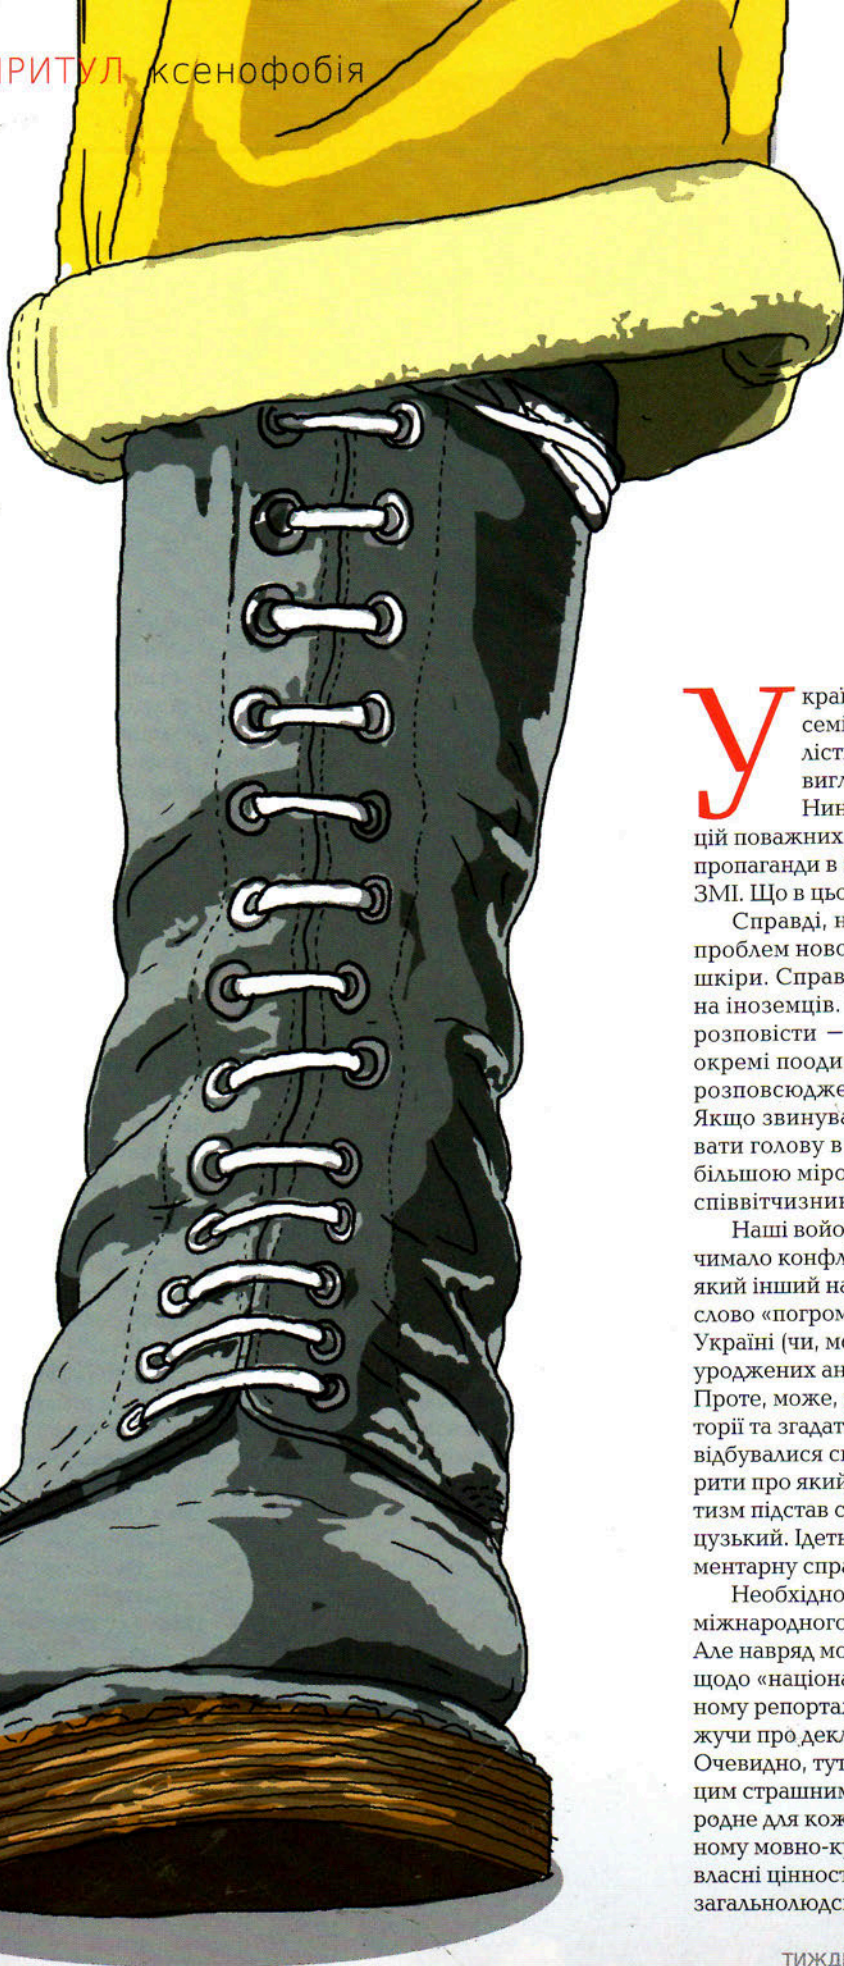 ПРИТУЛ ксенофобія
У
краї
семі
ліст
вигл
Нин
цій поважних
пропаганди в
ЗМІ. Що в цьо
Справді, н
проблем ново
шкіри. Справ
на іноземців.
розповісти —
окремі пооди
розповсюдже
Якщо звинува
вати голову в
більшою міро
співвітчизник
Наші войо
чимало конфл
який інший на
слово «погром
Україні (чи, мо
уроджених ан
Проте, може,
торії та згадат
відбувалися с
рити про який
тизм підстав с
цузький. Ідеть
ментарну спра
Необхідно
міжнародного
Але навряд мо
щодо «націона
ному репортаж
жучи про декл
Очевидно, тут
цим страшним
родне для кож
ному мовно-ку
власні цінност
загальнолюдс
ТИЖДЕ